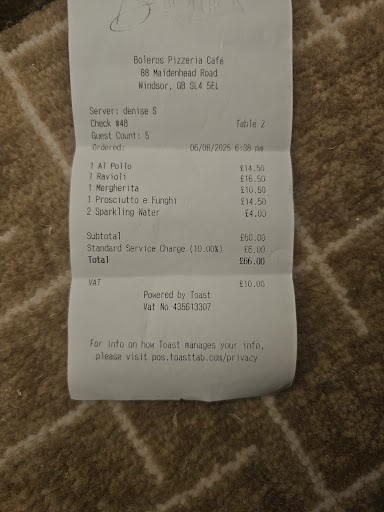 Boleros Pizzeria Cafe
88 Maidenhead Road
Windsor, GB SL4 5EL
Server: denise S
Check #48
Table 2
Guest Count: 5
Ordered: 06/08/2025 6:38 pm
1 Al Pollo £14.50
1 Ravioli £16.50
1 Margherita £10.50
1 Prosciutto e Funghi £14.50
2 Sparkling Water £4.00
Subtotal £60.00
Standard Service Charge (10.00%) £6.00
Total £66.00
VAT £10.00
Powered by Toast
Vat No 435613307
For info on how Toast manages your info,
please visit pos.toasttab.com/privacy